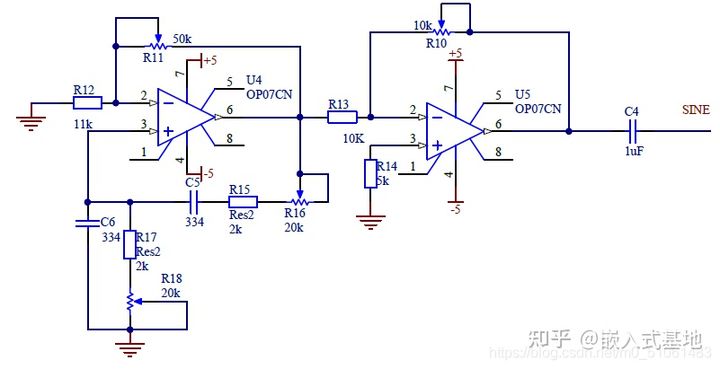 50k
R11
+5
7
5
U4
OP07CN
R12
11k
2
3
6
8
1
4
-5
10k
R10
+5
7
5
U5
OP07CN
R13
10K
2
3
6
8
1
4
-5
R14
5k
C4
1uF
SINE
C5
334
R15
Res2
2k
R16
20k
C6
334
R17
Res2
2k
R18
20k
知乎 @嵌入式基地
https://blog.csdn.net/m0_61061483